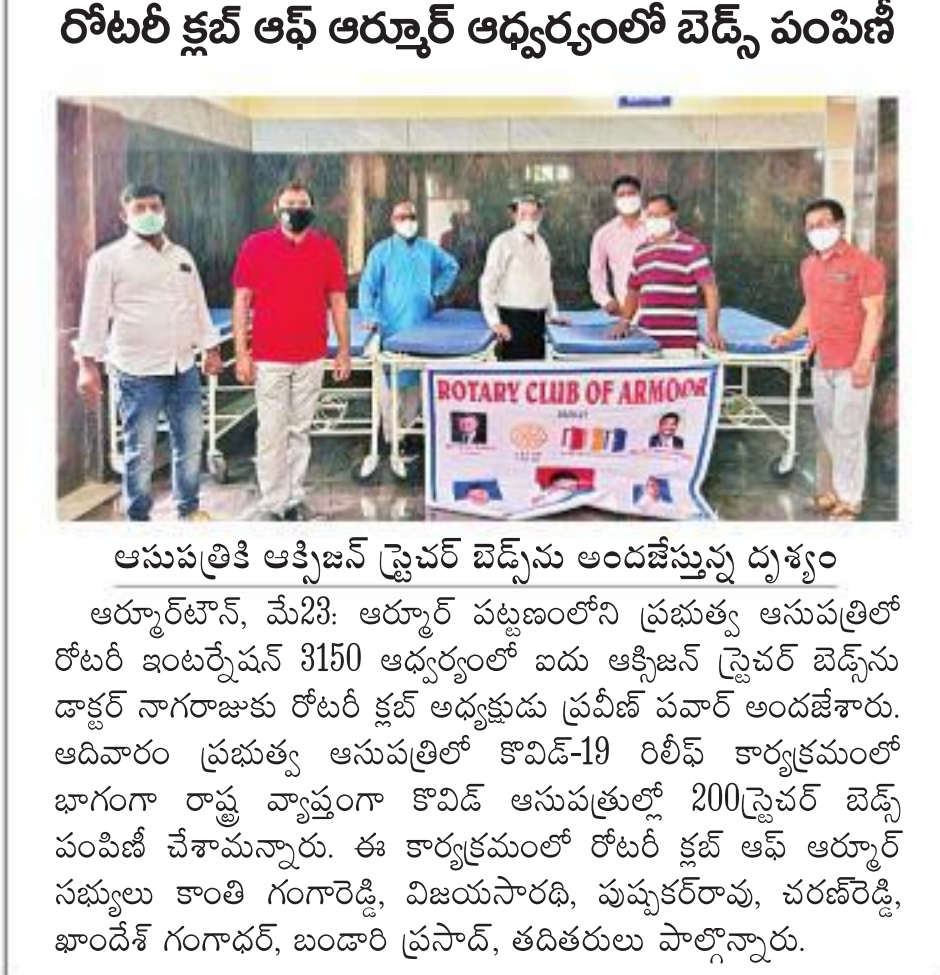 రోటరీ క్లబ్ ఆఫ్ ఆర్మూర్ ఆధ్వర్యంలో బెడ్స్ పంపిణీ
ROTARY CLUB OF ARMOOR
ఆసుపత్రికి ఆక్సిజన్ స్ట్రెచర్ బెడ్స్‌ను అందజేస్తున్న దృశ్యం
ఆర్మూర్‌టౌన్, మే23: ఆర్మూర్ పట్టణంలోని ప్రభుత్వ ఆసుపత్రిలో
రోటరీ ఇంటర్నేషన్ 3150 ఆధ్వర్యంలో ఐదు ఆక్సిజన్ స్ట్రెచర్ బెడ్స్‌ను
డాక్టర్ నాగరాజుకు రోటరీ క్లబ్ అధ్యక్షుడు ప్రవీణ్ పవార్ అందజేశారు.
ఆదివారం ప్రభుత్వ ఆసుపత్రిలో కొవిడ్-19 రిలీఫ్ కార్యక్రమంలో
భాగంగా రాష్ట్ర వ్యాప్తంగా కొవిడ్ ఆసుపత్రుల్లో 200స్ట్రెచర్ బెడ్స్
పంపిణీ చేశామన్నారు. ఈ కార్యక్రమంలో రోటరీ క్లబ్ ఆఫ్ ఆర్మూర్
సభ్యులు కాంతి గంగారెడ్డి, విజయసారథి, పుష్పకర్‌రావు, చరణ్‌రెడ్డి,
ఖాందేశ్ గంగాధర్, బండారి ప్రసాద్, తదితరులు పాల్గొన్నారు.